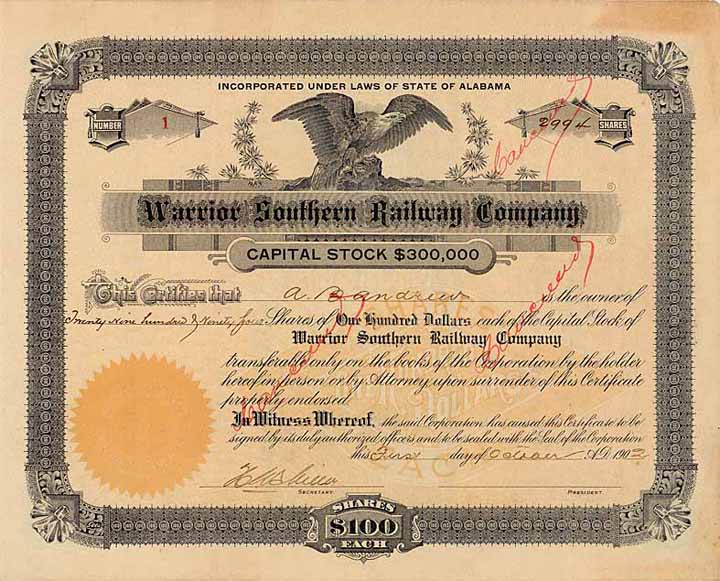 INCORPORATED UNDER LAWS OF STATE OF ALABAMA
NUMBER 1
2994 SHARES
Cancelled
Warrior Southern Railway Company
CAPITAL STOCK $300,000
This Certifies that A B Andrews is the owner of
Twenty Nine hundred & Ninety four Shares of One Hundred Dollars each of the Capital Stock of
Warrior Southern Railway Company
transferable only on the books of the Corporation by the holder
hereof in person or by Attorney upon surrender of this Certificate
properly endorsed.
In Witness Whereof, the said Corporation has caused this Certificate to be
signed by its duly authorized officers and to be sealed with the Seal of the Corporation
this First day of October A.D. 190
SECRETARY.
PRESIDENT.
SHARES
$100
EACH